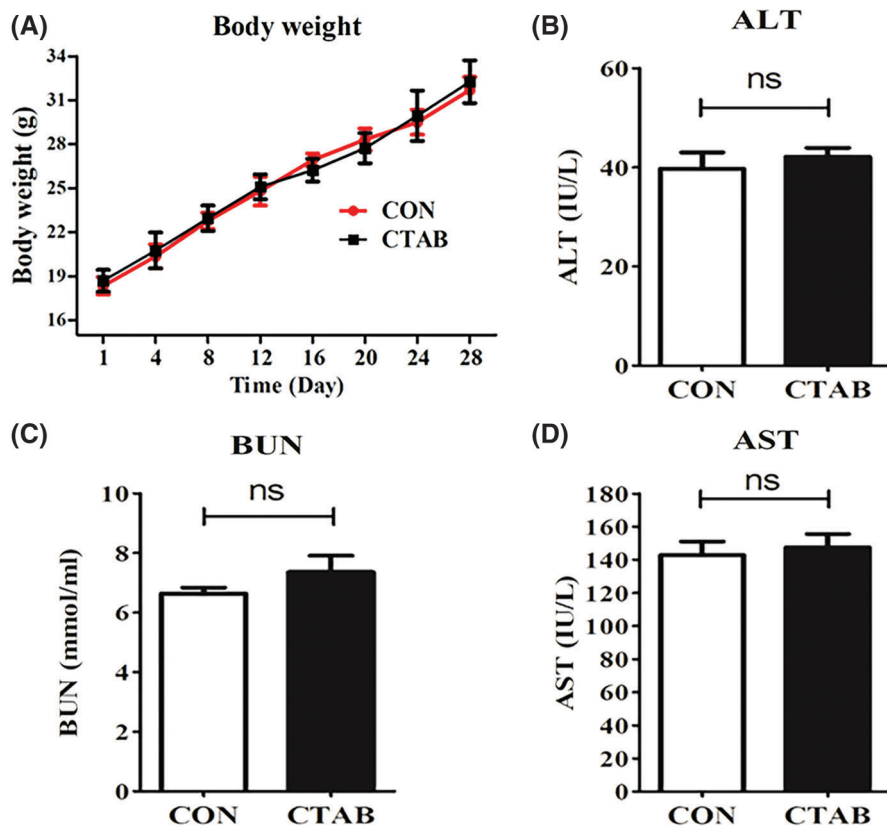 (A)
Body weight
Body weight (g)
34
31
28
25
22
19
16
CON
CTAB
1 4 8 12 16 20 24 28
Time (Day)
(B)
ALT
ALT (IU/L)
60
40
20
0
ns
CON CTAB
(C)
BUN
BUN (mmol/ml)
10
8
6
4
2
0
ns
CON CTAB
(D)
AST
AST (IU/L)
180
160
140
120
100
80
60
40
20
0
ns
CON CTAB